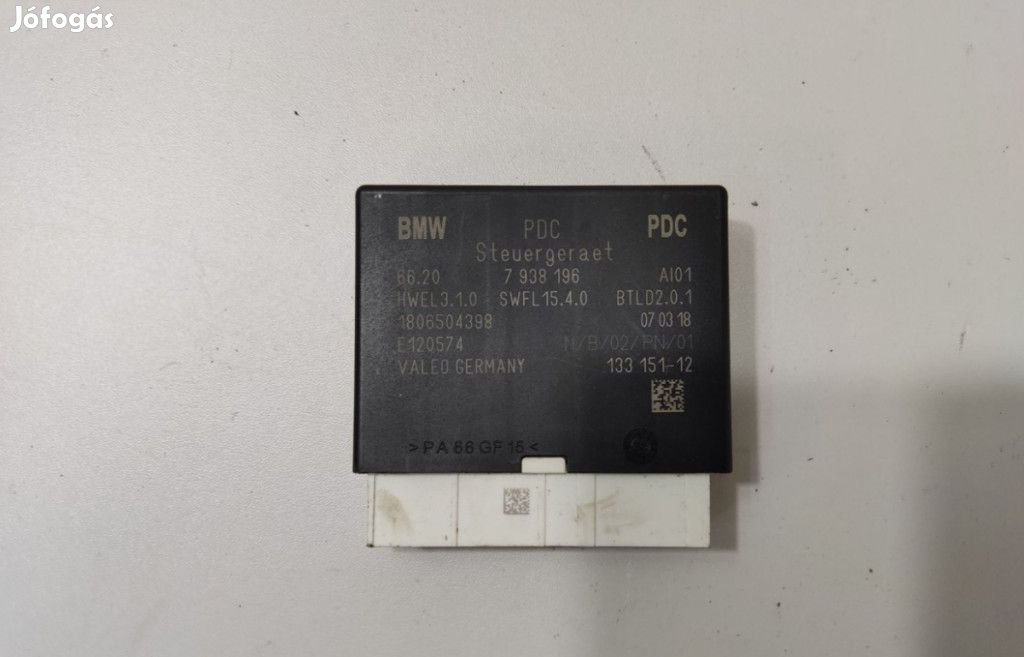 Jófogás
BMW PDC PDC
Steuergeraet
66.20 7 938 196 AI01
HWEL3.1.0 SWFL15.4.0 BTLD2.0.1
1806504398 07 03 18
E120574 N/B/02/PN/01
VALEO GERMANY 133 151-12
>PA 66 GF 15<